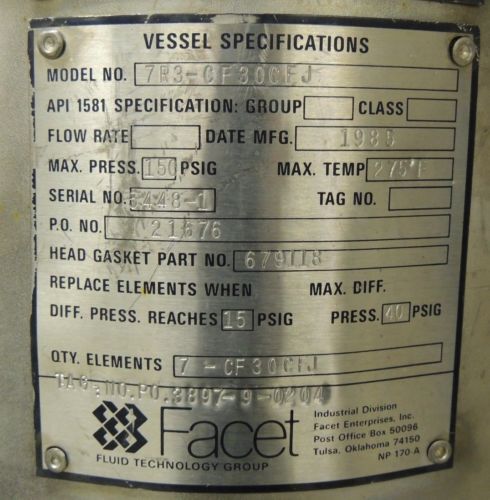 VESSEL SPECIFICATIONS
MODEL NO. 7R3-CF30CFJ
API 1581 SPECIFICATION: GROUP CLASS
FLOW RATE DATE MFG. 1985
MAX. PRESS. 150 PSIG MAX. TEMP 275°F
SERIAL NO. 5448-1 TAG NO.
P.O. NO. 021676
HEAD GASKET PART NO. 679118
REPLACE ELEMENTS WHEN MAX. DIFF.
DIFF. PRESS. REACHES 15 PSIG PRESS. 40 PSIG
QTY. ELEMENTS 7 -CF30CHJ
TAG.NO.PO.3897-9-0204
Facet
FLUID TECHNOLOGY GROUP
Industrial Division
Facet Enterprises, Inc.
Post Office Box 50096
Tulsa, Oklahoma 74150
NP 170-A